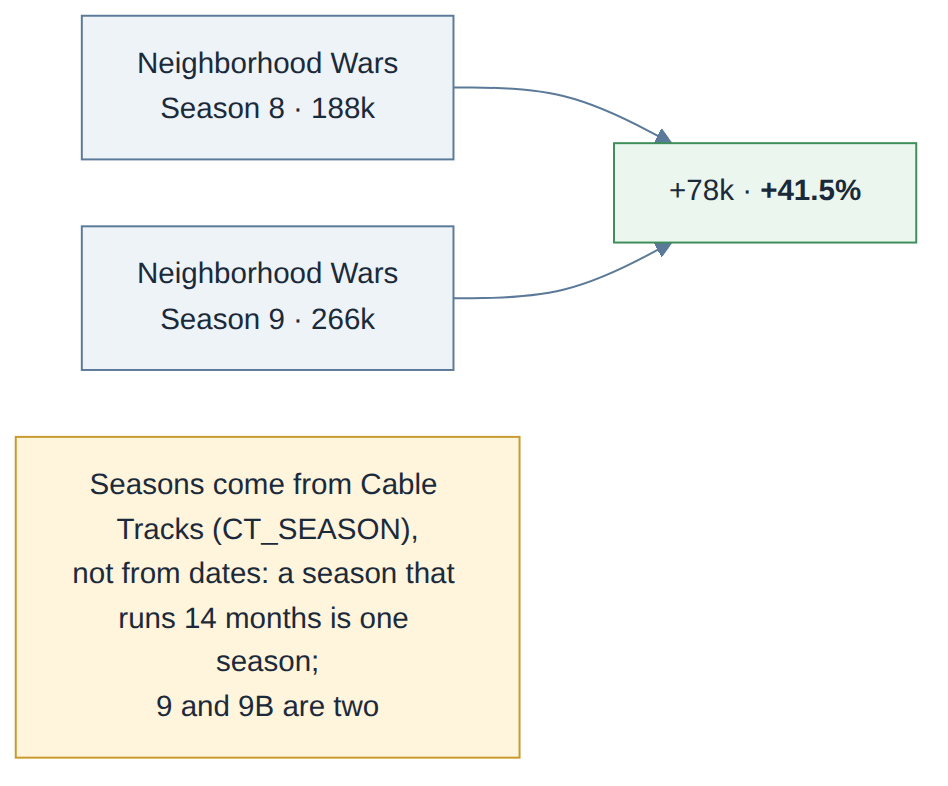 Neighborhood Wars
Season 8 · 188k
+78k · +41.5%
Neighborhood Wars
Season 9 · 266k
Seasons come from Cable
Tracks (CT_SEASON),
not from dates: a season that
runs 14 months is one
season;
9 and 9B are two